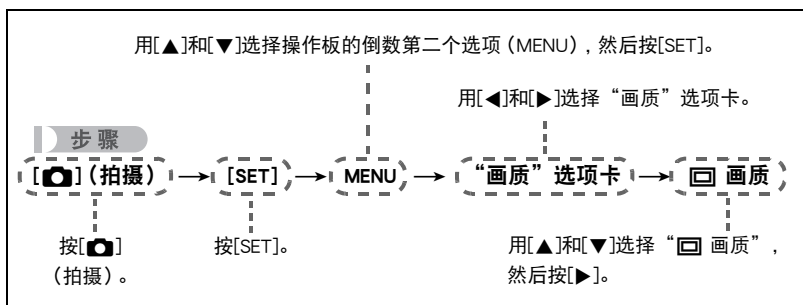 用[▲]和[▼]选择操作板的倒数第二个选项（MENU）, 然后按[SET]。
用[◀]和[▶]选择“画质”选项卡。
步骤
[📷]（拍摄） → [SET] → MENU → “画质”选项卡 → 画质
按[📷]
（拍摄）。
按[SET]。
用[▲]和[▼]选择“画质”,
然后按[▶]。